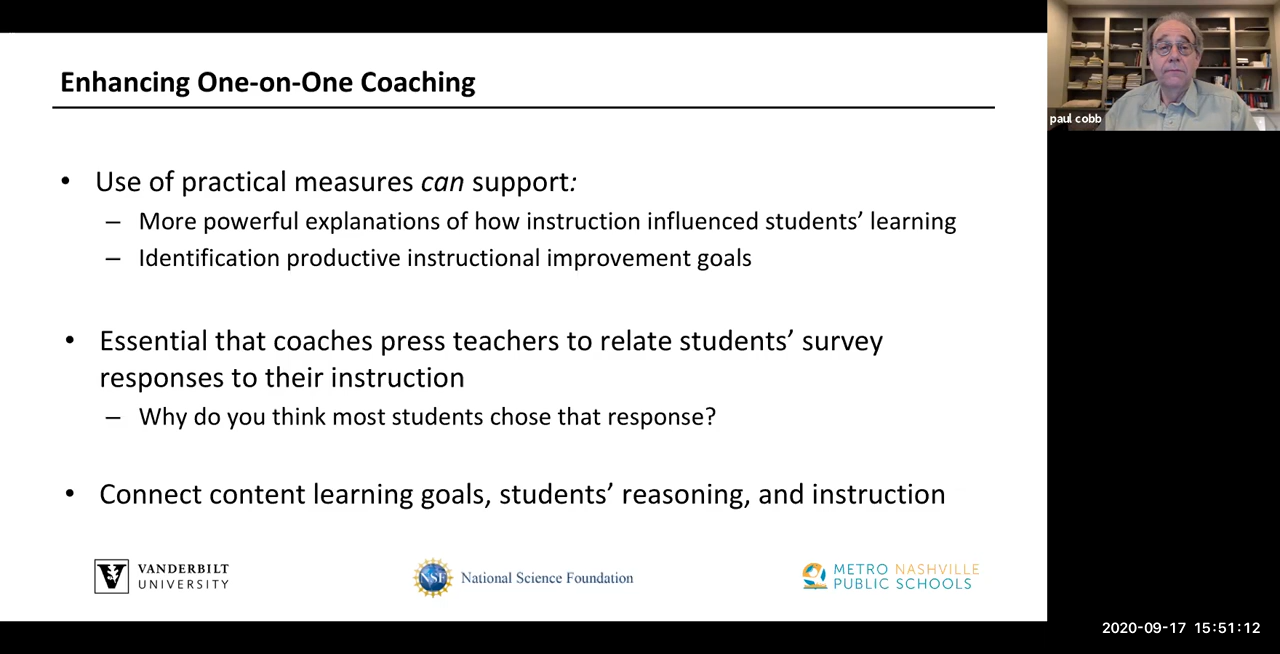 Enhancing One-on-One Coaching
paul cobb
• Use of practical measures can support:
– More powerful explanations of how instruction influenced students’ learning
– Identification productive instructional improvement goals
• Essential that coaches press teachers to relate students’ survey
responses to their instruction
– Why do you think most students chose that response?
• Connect content learning goals, students’ reasoning, and instruction
V VANDERBILT
UNIVERSITY
NSF National Science Foundation
METRO NASHVILLE
PUBLIC SCHOOLS
2020-09-17 15:51:12